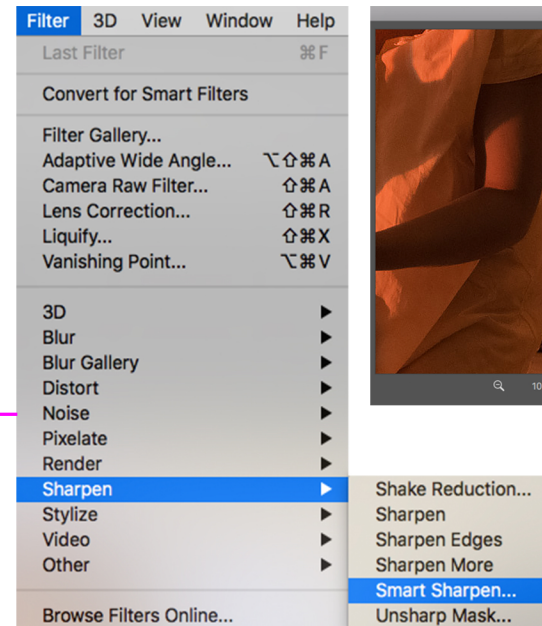 Filter 3D View Window Help
Last Filter ⌘F
Convert for Smart Filters
Filter Gallery...
Adaptive Wide Angle... ⌥⇧⌘A
Camera Raw Filter... ⇧⌘A
Lens Correction... ⇧⌘R
Liquify... ⇧⌘X
Vanishing Point... ⌥⌘V
3D
Blur
Blur Gallery
Distort
Noise
Pixelate
Render
Sharpen
Stylize
Video
Other
Browse Filters Online...
10
Shake Reduction...
Sharpen
Sharpen Edges
Sharpen More
Smart Sharpen...
Unsharp Mask...